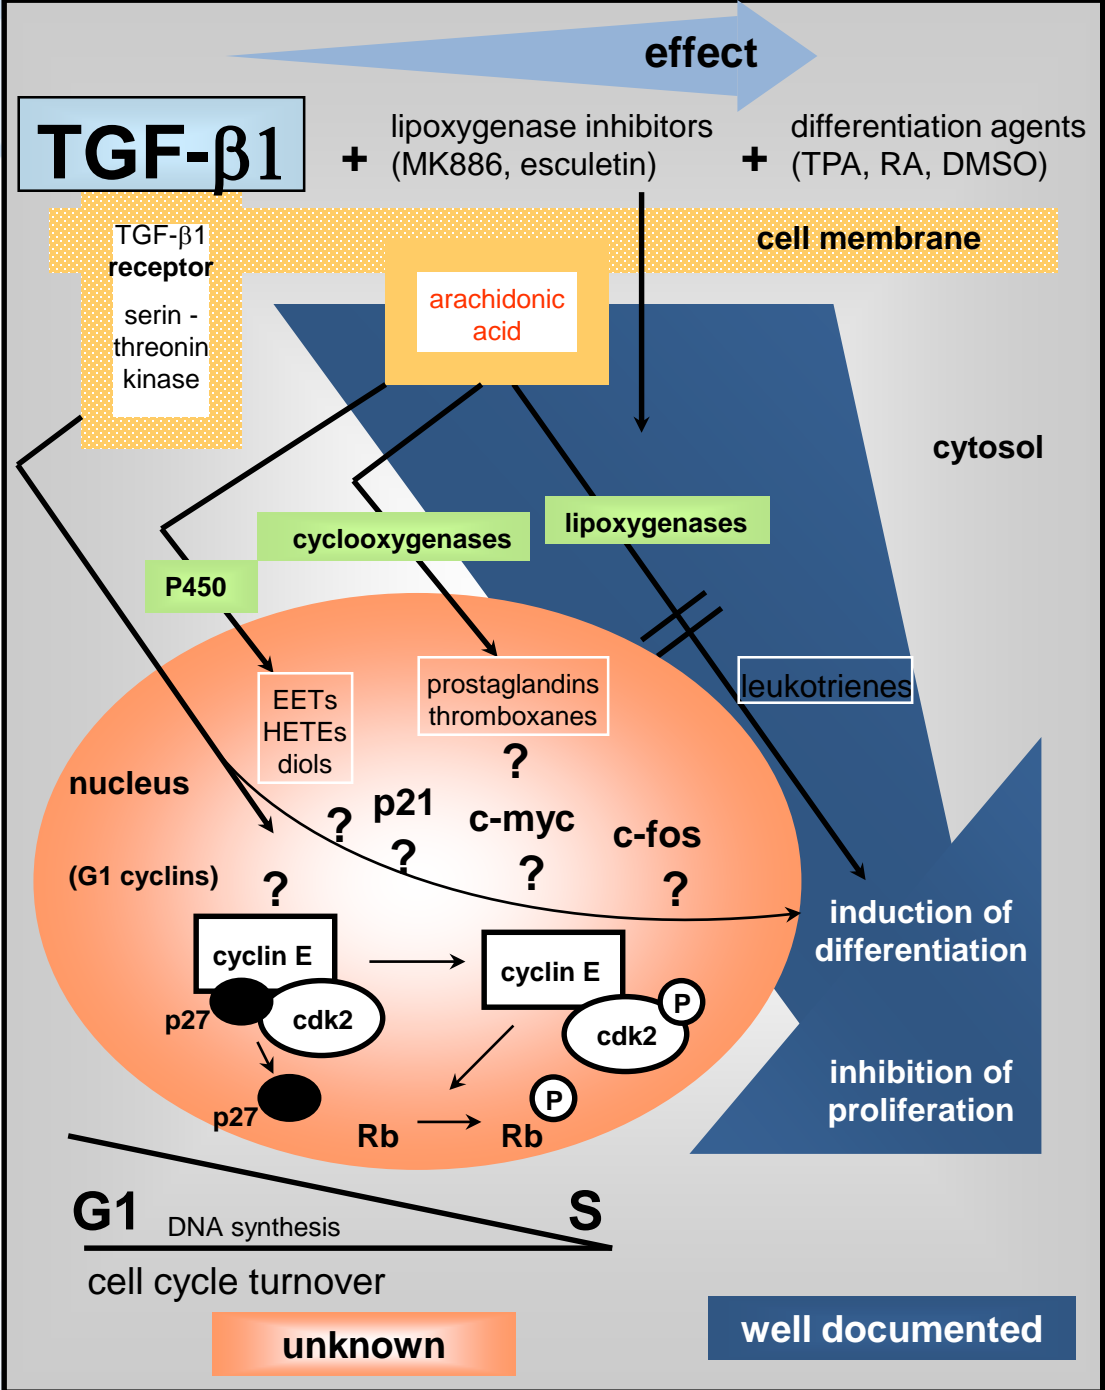 effect
TGF-β1
+
lipoxygenase inhibitors
(MK886, esculetin)
+
differentiation agents
(TPA, RA, DMSO)
TGF-β1
receptor
serin -
threonin
kinase
cell membrane
arachidonic
acid
cytosol
lipoxygenases
cyclooxygenases
P450
leukotrienes
prostaglandins
thromboxanes
?
EETs
HETEs
diols
nucleus
?
p21
?
c-myc
?
c-fos
?
(G1 cyclins)
?
induction of
differentiation
cyclin E
p27
cdk2
cyclin E
cdk2
P
p27
Rb
Rb
P
inhibition of
proliferation
G1
DNA synthesis
S
cell cycle turnover
unknown
well documented